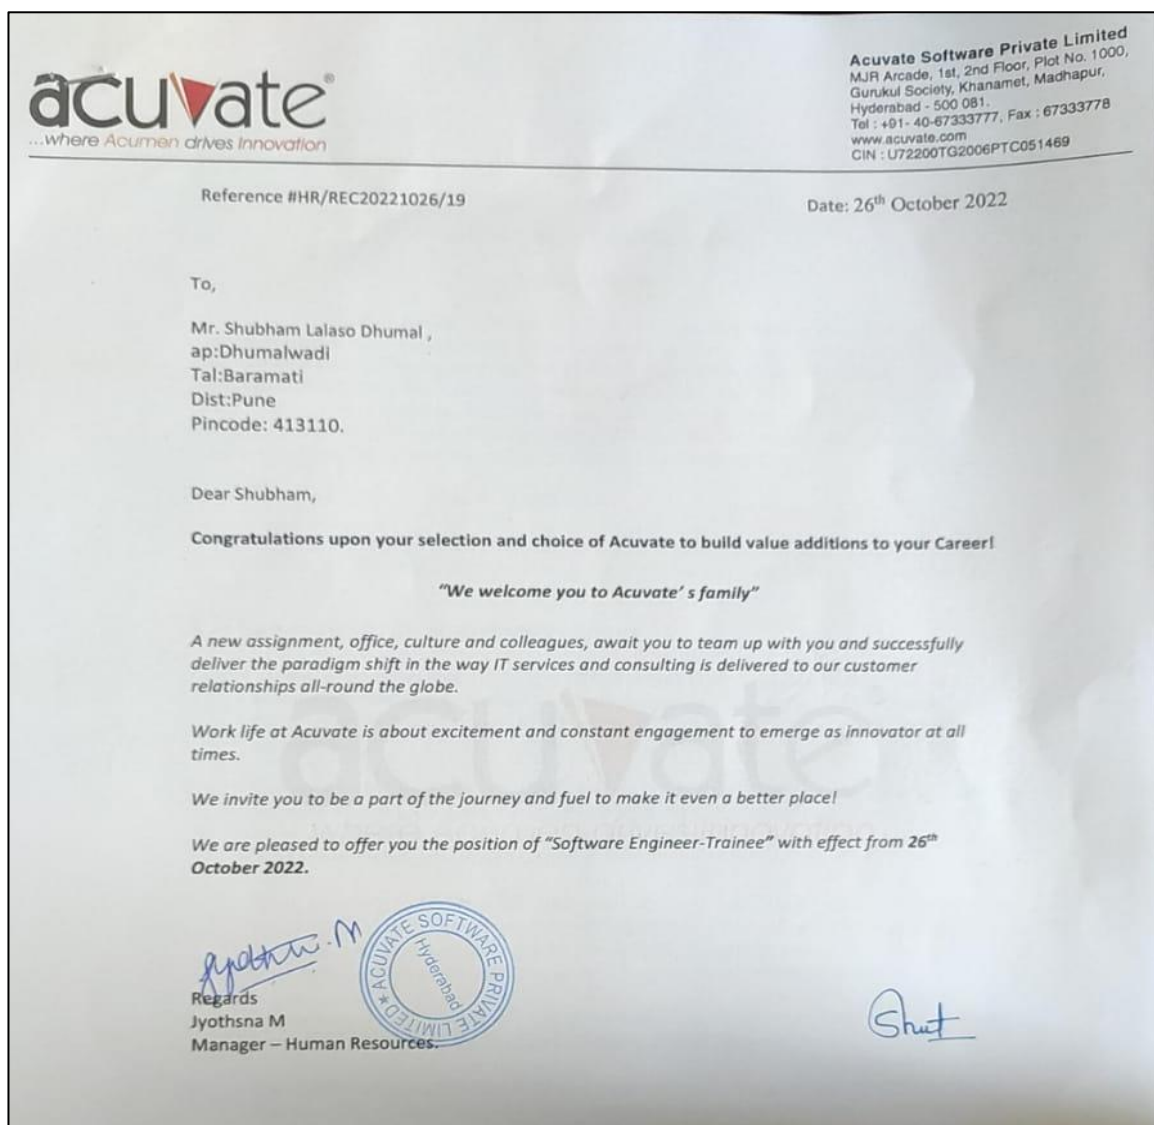 acuvate®
...where Acumen drives Innovation
Acuvate Software Private Limited
MJR Arcade, 1st, 2nd Floor, Plot No. 1000,
Gurukul Society, Khanamet, Madhapur,
Hyderabad - 500 081.
Tel : +91- 40-67333777, Fax : 67333778
www.acuvate.com
CIN : U72200TG2006PTC051469
Reference #HR/REC20221026/19
Date: 26th October 2022
To,
Mr. Shubham Lalaso Dhumal ,
ap:Dhumalwadi
Tal:Baramati
Dist:Pune
Pincode: 413110.
Dear Shubham,
Congratulations upon your selection and choice of Acuvate to build value additions to your Career!
"We welcome you to Acuvate' s family"
A new assignment, office, culture and colleagues, await you to team up with you and successfully
deliver the paradigm shift in the way IT services and consulting is delivered to our customer
relationships all-round the globe.
Work life at Acuvate is about excitement and constant engagement to emerge as innovator at all
times.
We invite you to be a part of the journey and fuel to make it even a better place!
We are pleased to offer you the position of "Software Engineer-Trainee" with effect from 26th
October 2022.
ACUVATE SOFTWARE PRIVATE LIMITED
Hyderabad
Regards
Jyothsna M
Manager – Human Resources.